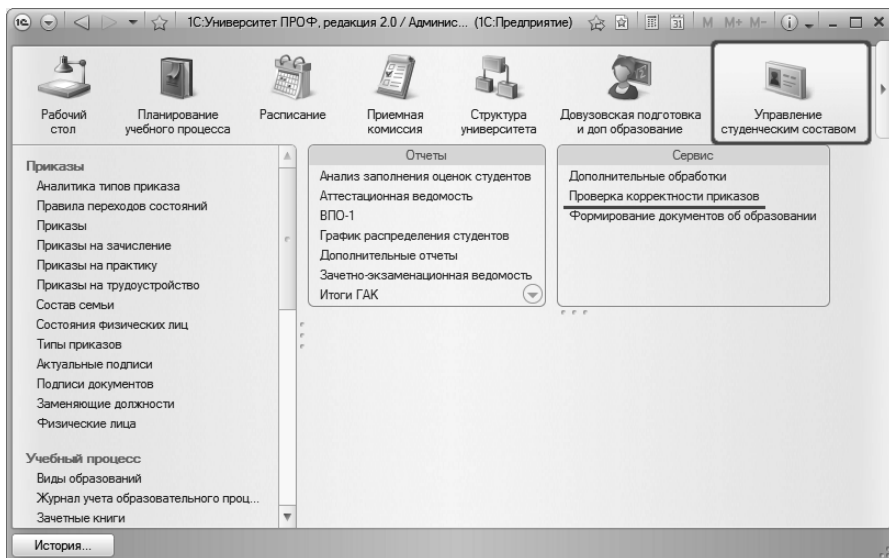 1С:Университет ПРОФ, редакция 2.0 / Админис... (1С:Предприятие)
M M+ M-
Рабочий
стол
Планирование
учебного процесса
Расписание
Приемная
комиссия
Структура
университета
Довузовская подготовка
и доп образование
Управление
студенческим составом
Приказы
Аналитика типов приказа
Правила переходов состояний
Приказы
Приказы на зачисление
Приказы на практику
Приказы на трудоустройство
Состав семьи
Состояния физических лиц
Типы приказов
Актуальные подписи
Подписи документов
Заменяющие должности
Физические лица
Учебный процесс
Виды образований
Журнал учета образовательного проц...
Зачетные книги
Отчеты
Анализ заполнения оценок студентов
Аттестационная ведомость
ВПО-1
График распределения студентов
Дополнительные отчеты
Зачетно-экзаменационная ведомость
Итоги ГАК
Сервис
Дополнительные обработки
Проверка корректности приказов
Формирование документов об образовании
История...